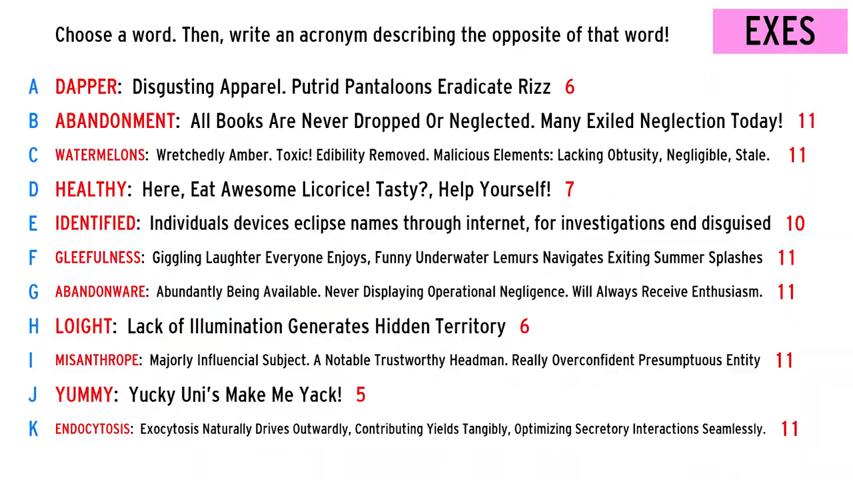 Choose a word. Then, write an acronym describing the opposite of that word!
EXES
A DAPPER: Disgusting Apparel. Putrid Pantaloons Eradicate Rizz 6
B ABANDONMENT: All Books Are Never Dropped Or Neglected. Many Exiled Neglection Today! 11
C WATERMELONS: Wretchedly Amber. Toxic! Edibility Removed. Malicious Elements: Lacking Obtusity, Negligible, Stale. 11
D HEALTHY: Here, Eat Awesome Licorice! Tasty?, Help Yourself! 7
E IDENTIFIED: Individuals devices eclipse names through internet, for investigations end disguised 10
F GLEEFULNESS: Giggling Laughter Everyone Enjoys, Funny Underwater Lemurs Navigates Exiting Summer Splashes 11
G ABANDONWARE: Abundantly Being Available. Never Displaying Operational Negligence. Will Always Receive Enthusiasm. 11
H LOIGHT: Lack of Illumination Generates Hidden Territory 6
I MISANTHROPE: Majorly Influencial Subject. A Notable Trustworthy Headman. Really Overconfident Presumptuous Entity 11
J YUMMY: Yucky Uni's Make Me Yack! 5
K ENDOCYTOSIS: Exocytosis Naturally Drives Outwardly, Contributing Yields Tangibly, Optimizing Secretory Interactions Seamlessly. 11